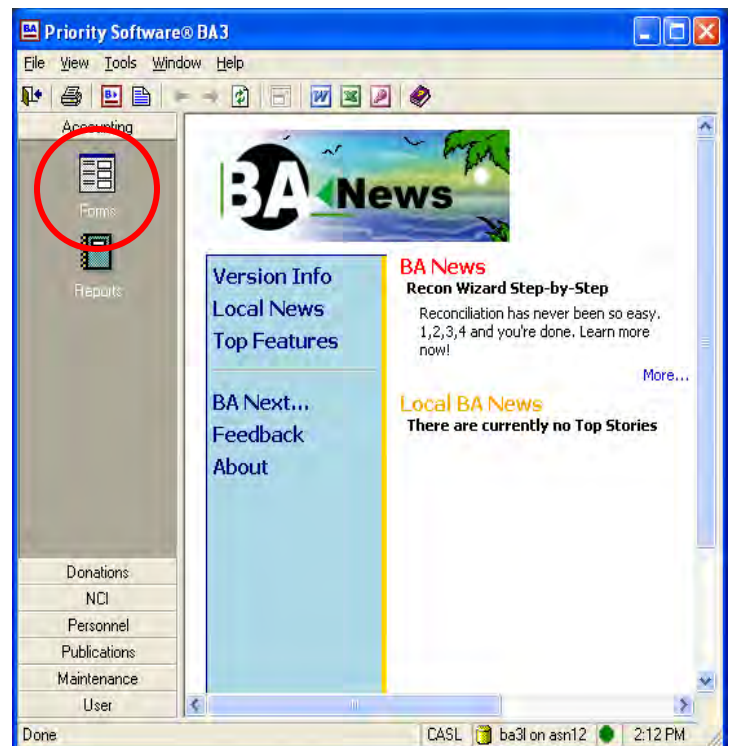 Priority Software® BA3
File View Tools Window Help
Accounting
Forms
Reports
Donations
NCI
Personnel
Publications
Maintenance
User
BA News
Version Info
Local News
Top Features
BA Next...
Feedback
About
BA News
Recon Wizard Step-by-Step
Reconciliation has never been so easy.
1,2,3,4 and you're done. Learn more
now!
More...
Local BA News
There are currently no Top Stories
Done CASL ba3l on asn12 2:12 PM